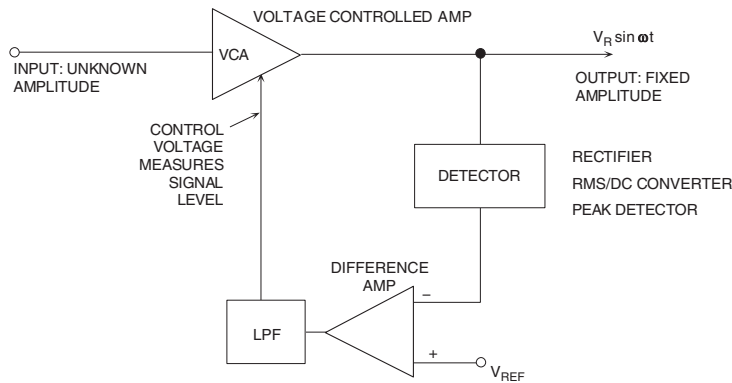 VOLTAGE CONTROLLED AMP
V_R sin ωt
VCA
INPUT: UNKNOWN
AMPLITUDE
OUTPUT: FIXED
AMPLITUDE
CONTROL
VOLTAGE
MEASURES
SIGNAL
LEVEL
DETECTOR
RECTIFIER
RMS/DC CONVERTER
PEAK DETECTOR
DIFFERENCE
AMP
–
LPF
+
V_REF